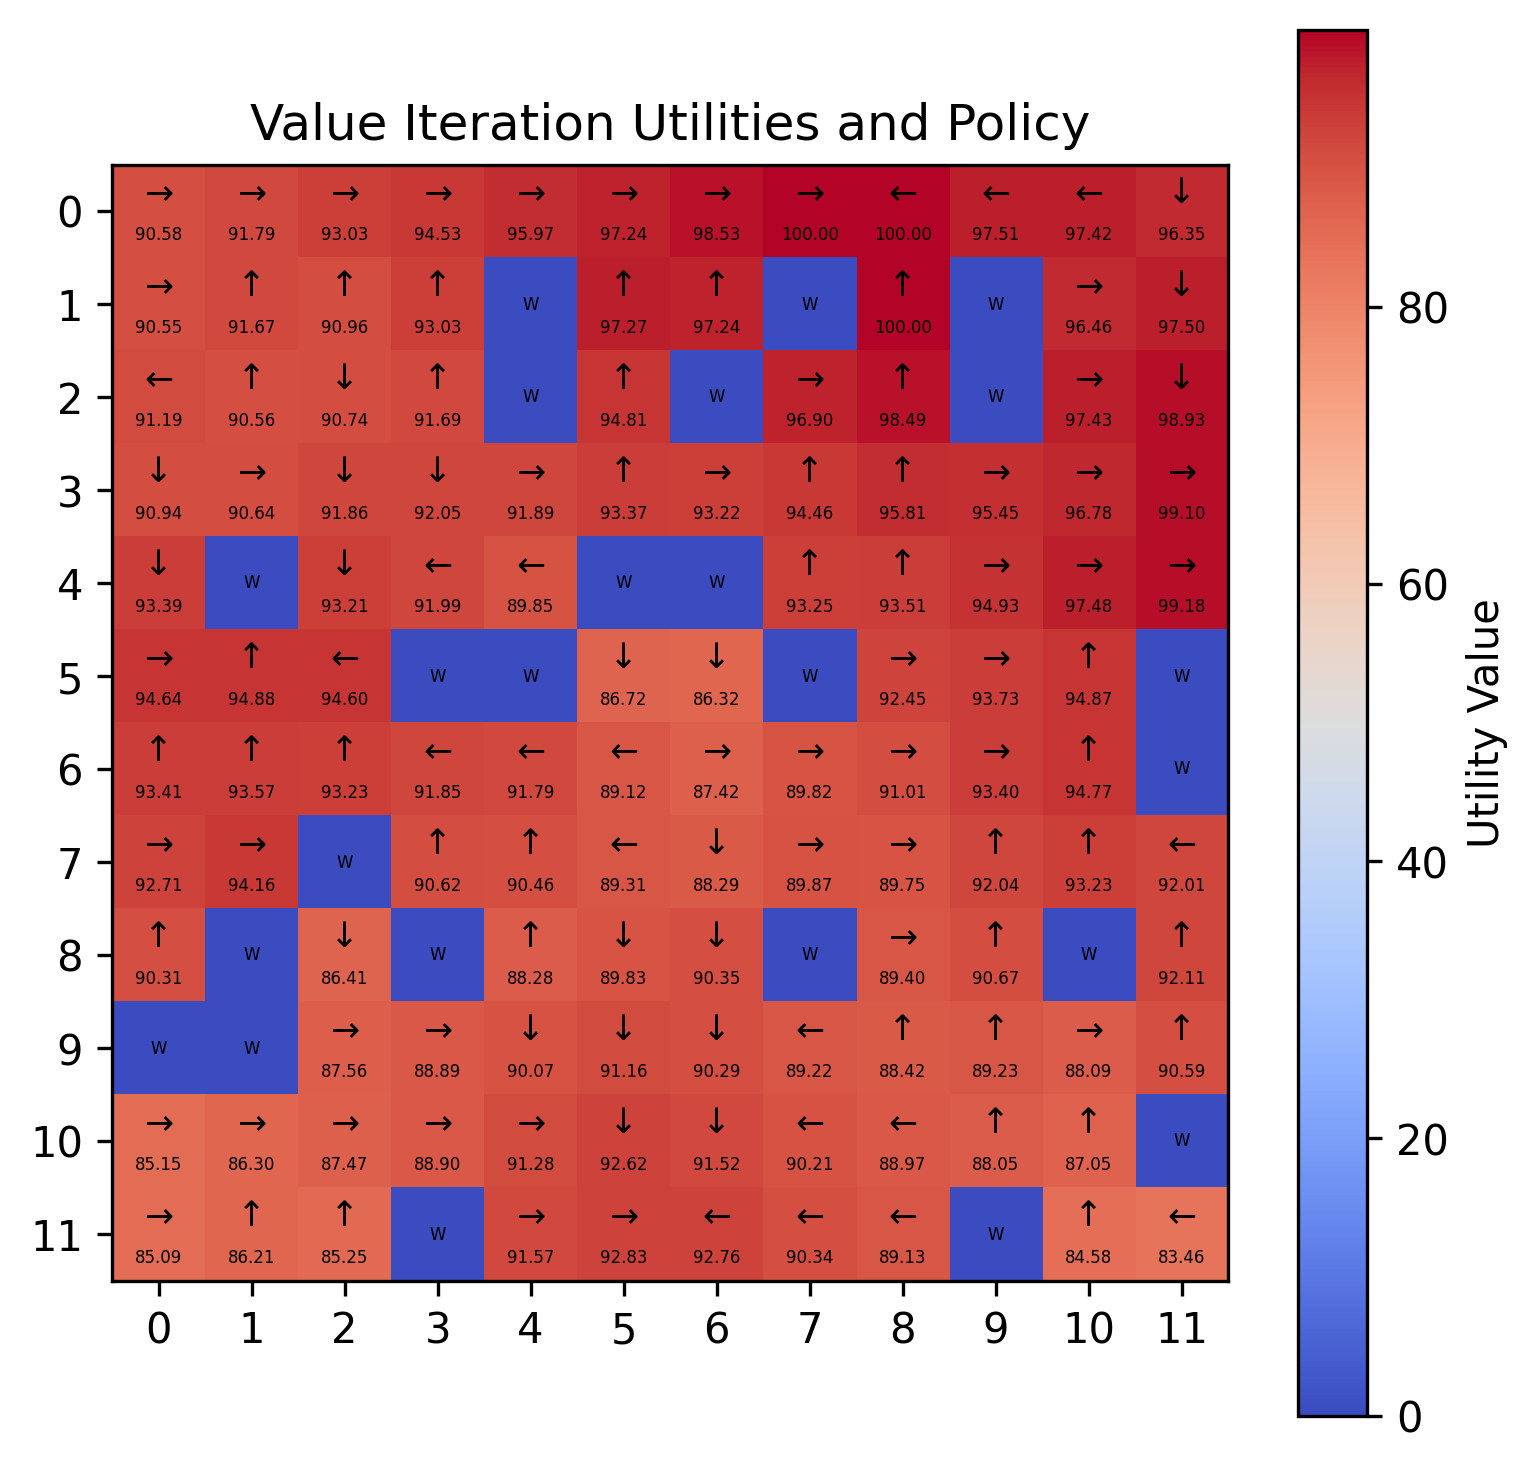 Value Iteration Utilities and Policy
0 → → → → → → → → ← ← ← ↓
90.58 91.79 93.03 94.53 95.97 97.24 98.53 100.00 100.00 97.51 97.42 96.35
1 → ↑ ↑ ↑ W ↑ ↑ W ↑ W → ↓
90.55 91.67 90.96 93.03 97.27 97.24 100.00 96.46 97.50
2 ← ↑ ↓ ↑ W ↑ W → ↑ W → ↓
91.19 90.56 90.74 91.69 94.81 96.90 98.49 97.43 98.93
3 ↓ → ↓ ↓ → ↑ → ↑ ↑ → → →
90.94 90.64 91.86 92.05 91.89 93.37 93.22 94.46 95.81 95.45 96.78 99.10
4 ↓ W ↓ ← ← W W ↑ ↑ → → →
93.39 93.21 91.99 89.85 93.25 93.51 94.93 97.48 99.18
5 → ↑ ← W W ↓ ↓ W → → ↑ W
94.64 94.88 94.60 86.72 86.32 92.45 93.73 94.87
6 ↑ ↑ ↑ ← ← ← → → → → ↑ W
93.41 93.57 93.23 91.85 91.79 89.12 87.42 89.82 91.01 93.40 94.77
7 → → W ↑ ↑ ← ↓ → → ↑ ↑ ←
92.71 94.16 90.62 90.46 89.31 88.29 89.87 89.75 92.04 93.23 92.01
8 ↑ W ↓ W ↑ ↓ ↓ W → ↑ W ↑
90.31 86.41 88.28 89.83 90.35 89.40 90.67 92.11
9 W W → → ↓ ↓ ↓ ← ↑ ↑ → ↑
87.56 88.89 90.07 91.16 90.29 89.22 88.42 89.23 88.09 90.59
10 → → → → → ↓ ↓ ← ← ↑ ↑ W
85.15 86.30 87.47 88.90 91.28 92.62 91.52 90.21 88.97 88.05 87.05
11 → ↑ ↑ W → → ← ← ← W ↑ ←
85.09 86.21 85.25 91.57 92.83 92.76 90.34 89.13 84.58 83.46
0 1 2 3 4 5 6 7 8 9 10 11
80
60
40
20
0
Utility Value